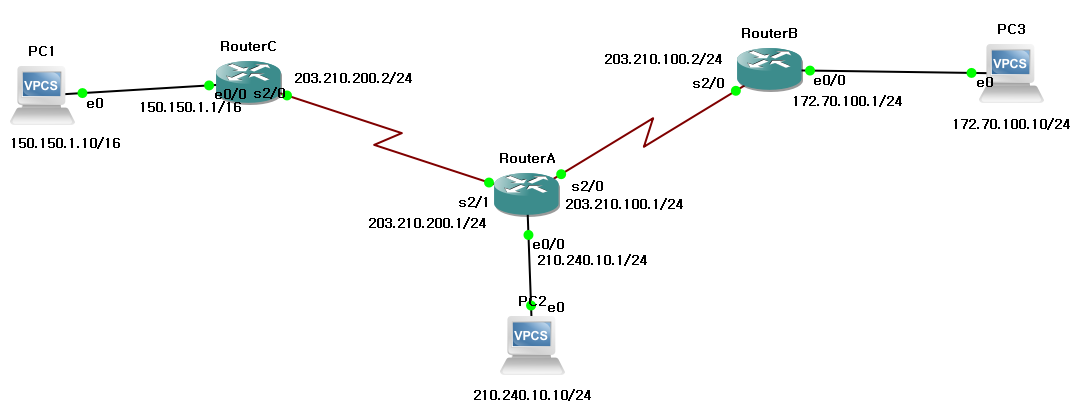 PC1
VPCS
e0
150.150.1.10/16
RouterC
203.210.200.2/24
e0/0 s2/0
150.150.1.1/16
RouterB
203.210.100.2/24
s2/0
e0/0
172.70.100.1/24
PC3
VPCS
e0
172.70.100.10/24
RouterA
s2/1
203.210.200.1/24
s2/0
203.210.100.1/24
e0/0
210.240.10.1/24
PC2
e0
VPCS
210.240.10.10/24